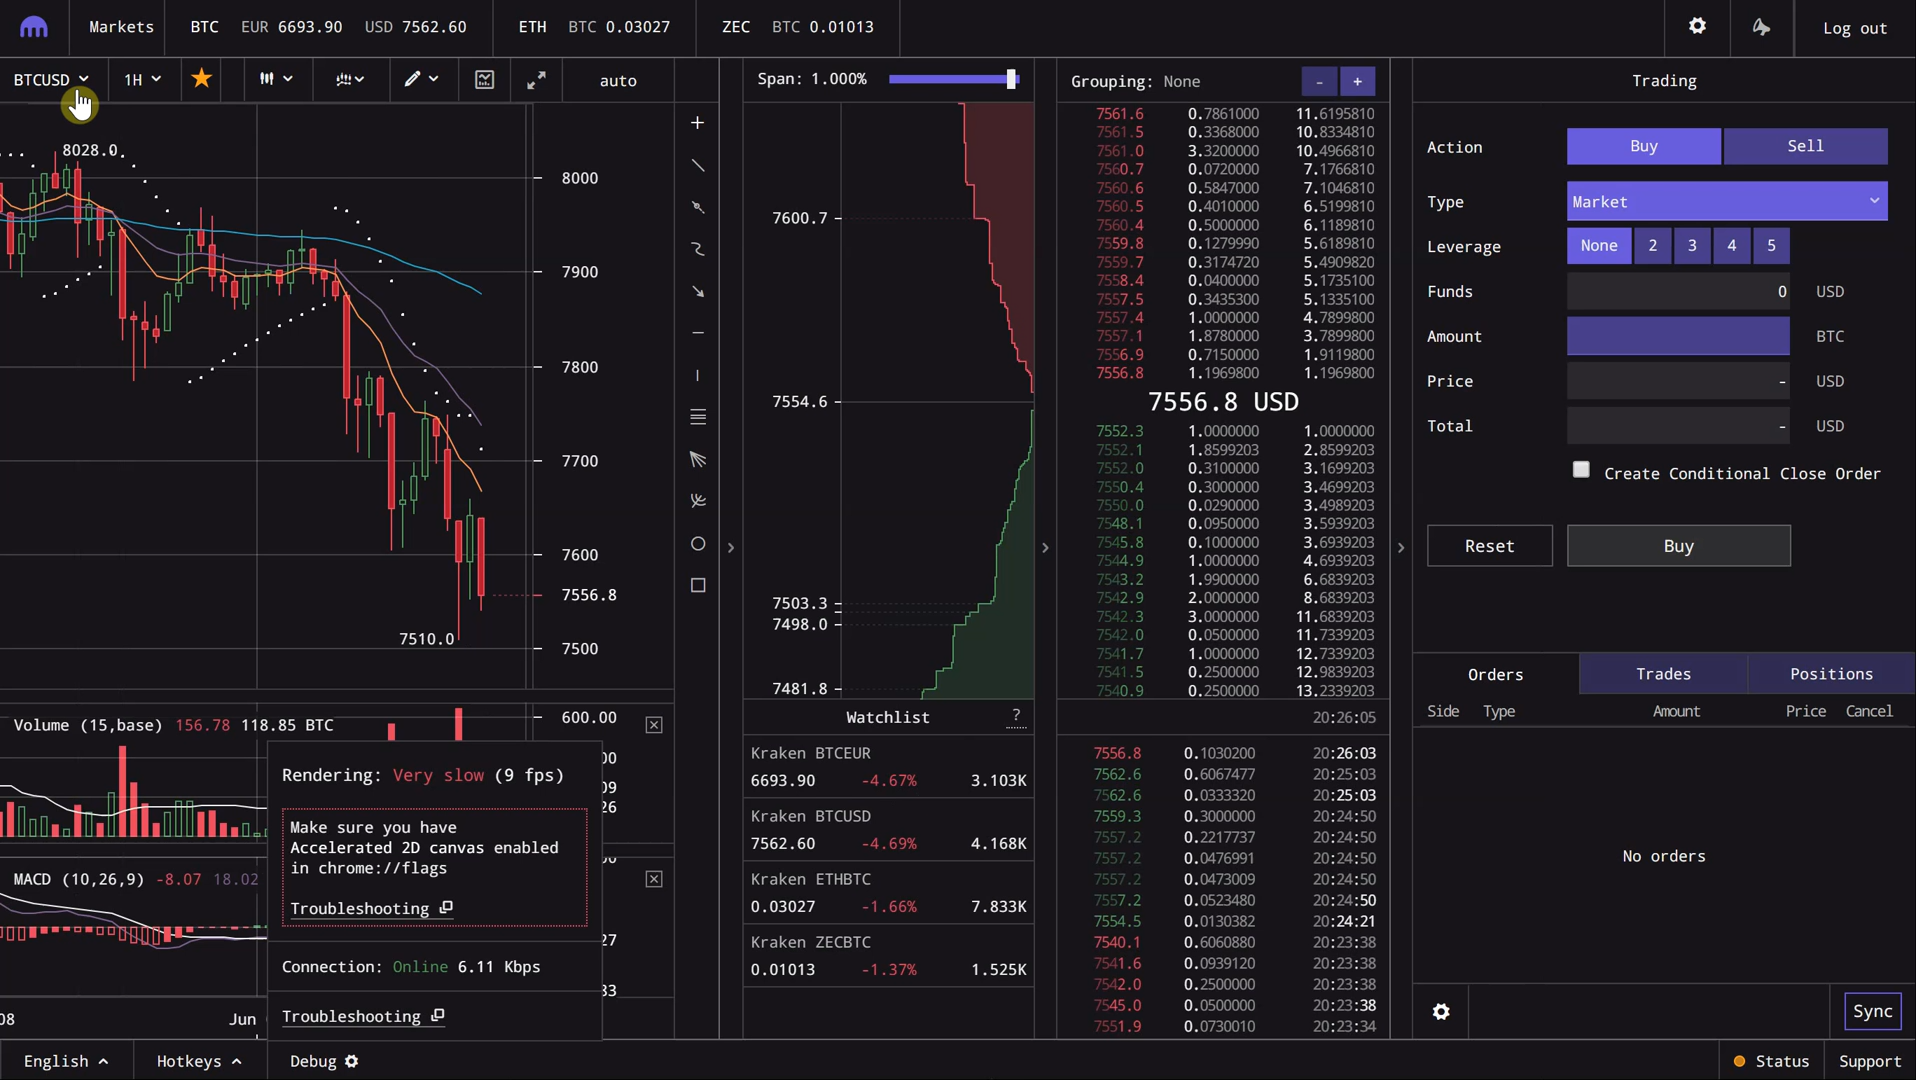 Markets BTC EUR 6693.90 USD 7562.60 ETH BTC 0.03027 ZEC BTC 0.01013 Log out
BTCUSD 1H auto
Span: 1.000%
Grouping: None - +
Trading
8028.0
8000
7900
7800
7700
7600
7556.8
7500
7510.0
Volume (15,base) 156.78 118.85 BTC
600.00
MACD (10,26,9) -8.07 18.02
08
Jun
Rendering: Very slow (9 fps)
Make sure you have
Accelerated 2D canvas enabled
in chrome://flags
Troubleshooting
Connection: Online 6.11 Kbps
Troubleshooting
7600.7
7554.6
7503.3
7498.0
7481.8
Watchlist ?
Kraken BTCEUR
6693.90 -4.67% 3.103K
Kraken BTCUSD
7562.60 -4.69% 4.168K
Kraken ETHBTC
0.03027 -1.66% 7.833K
Kraken ZECBTC
0.01013 -1.37% 1.525K
7561.6 0.7861000 11.6195810
7561.5 0.3368000 10.8334810
7561.0 3.3200000 10.4966810
7560.7 0.0720000 7.1766810
7560.6 0.5847000 7.1046810
7560.5 0.4010000 6.5199810
7560.4 0.5000000 6.1189810
7559.8 0.1279990 5.6189810
7559.7 0.3174720 5.4909820
7558.4 0.0400000 5.1735100
7557.5 0.3435300 5.1335100
7557.4 1.0000000 4.7899800
7557.1 1.8780000 3.7899800
7556.9 0.7150000 1.9119800
7556.8 1.1969800 1.1969800
7556.8 USD
7552.3 1.0000000 1.0000000
7552.1 1.8599203 2.8599203
7552.0 0.3100000 3.1699203
7550.4 0.3000000 3.4699203
7550.0 0.0290000 3.4989203
7548.1 0.0950000 3.5939203
7545.8 0.1000000 3.6939203
7544.9 1.0000000 4.6939203
7543.2 1.9900000 6.6839203
7542.9 2.0000000 8.6839203
7542.3 3.0000000 11.6839203
7542.0 0.0500000 11.7339203
7541.7 1.0000000 12.7339203
7541.5 0.2500000 12.9839203
7540.9 0.2500000 13.2339203
20:26:05
7556.8 0.1030200 20:26:03
7562.6 0.6067477 20:25:03
7562.6 0.0333320 20:25:03
7559.3 0.3000000 20:24:50
7557.2 0.2217737 20:24:50
7557.2 0.0476991 20:24:50
7557.2 0.0473009 20:24:50
7557.2 0.0523480 20:24:50
7554.5 0.0130382 20:24:21
7540.1 0.6060880 20:23:38
7541.6 0.0939120 20:23:38
7542.0 0.2500000 20:23:38
7545.0 0.0500000 20:23:38
7551.9 0.0730010 20:23:34
Action Buy Sell
Type Market
Leverage None 2 3 4 5
Funds 0 USD
Amount BTC
Price - USD
Total - USD
Create Conditional Close Order
Reset Buy
Orders Trades Positions
Side Type Amount Price Cancel
No orders
Sync
English Hotkeys Debug Status Support